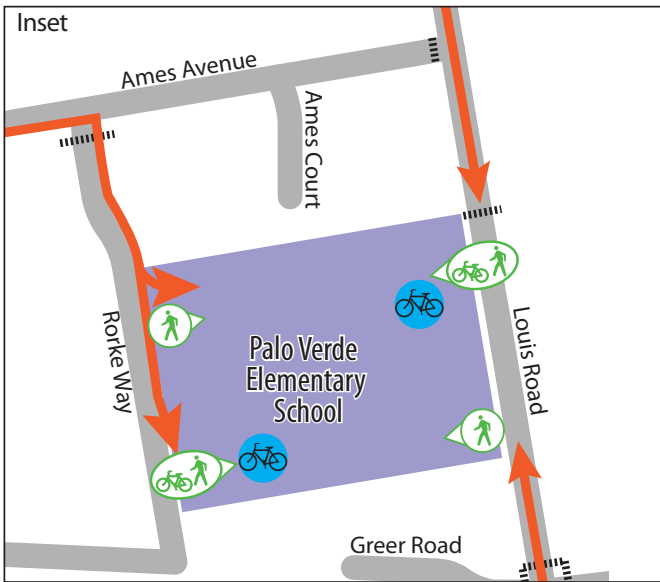 Inset
Ames Avenue
Ames Court
Rorke Way
Palo Verde
Elementary
School
Louis Road
Greer Road